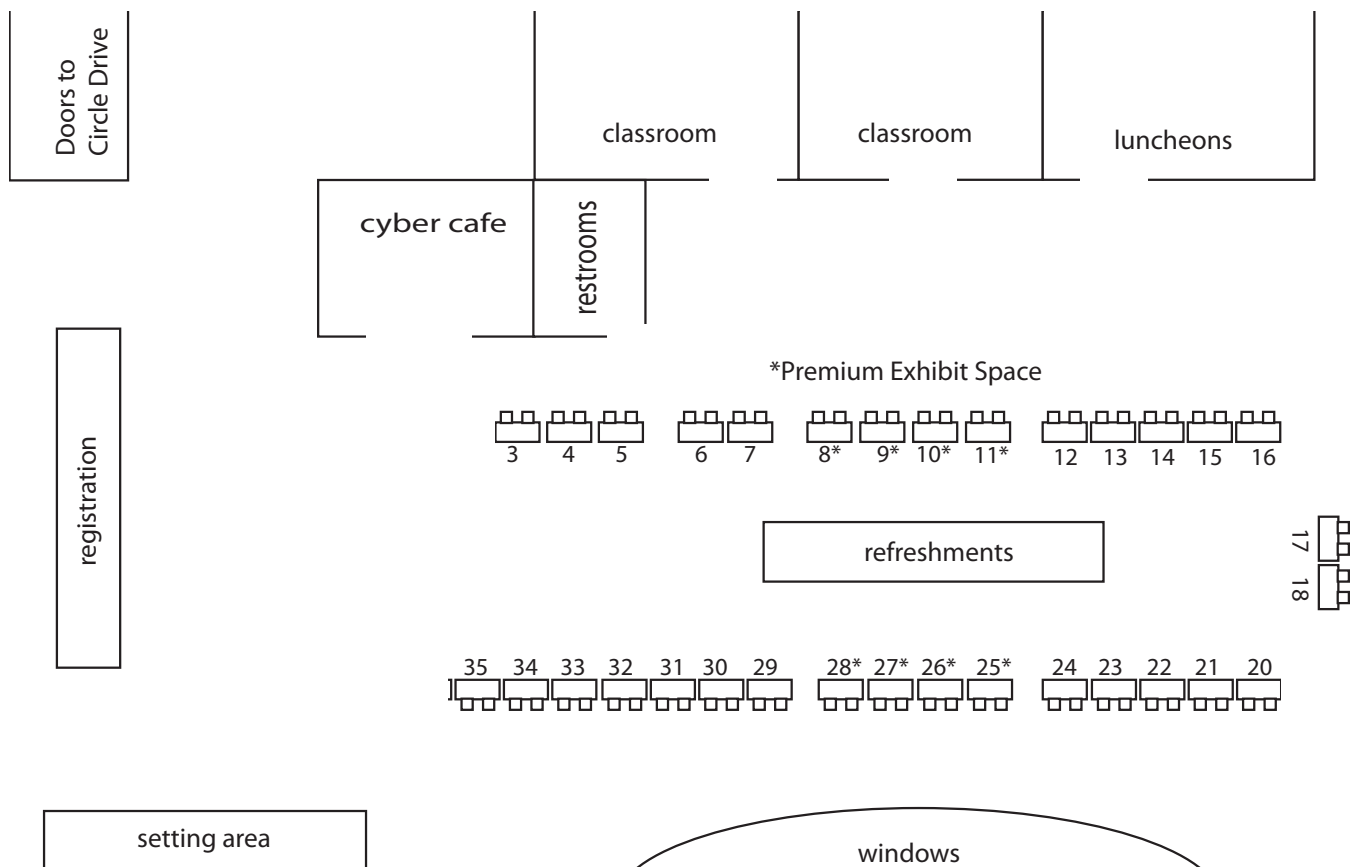 Doors to
Circle Drive
classroom
classroom
luncheons
cyber cafe
restrooms
*Premium Exhibit Space
3 4 5 6 7 8* 9* 10* 11* 12 13 14 15 16
registration
refreshments
17
18
35 34 33 32 31 30 29 28* 27* 26* 25* 24 23 22 21 20
setting area
windows